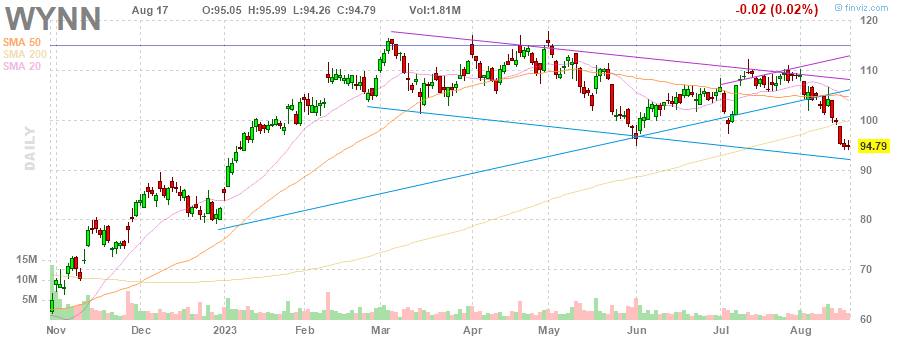 WYNN
Aug 17
O:95.05 H:95.99 L:94.26 C:94.79 Vol:1.81M
-0.02 (0.02%)
© finviz.com
SMA 50
SMA 200
SMA 20
DAILY
120
110
100
94.79
90
80
70
60
15M
10M
5M
Nov Dec 2023 Feb Mar Apr May Jun Jul Aug